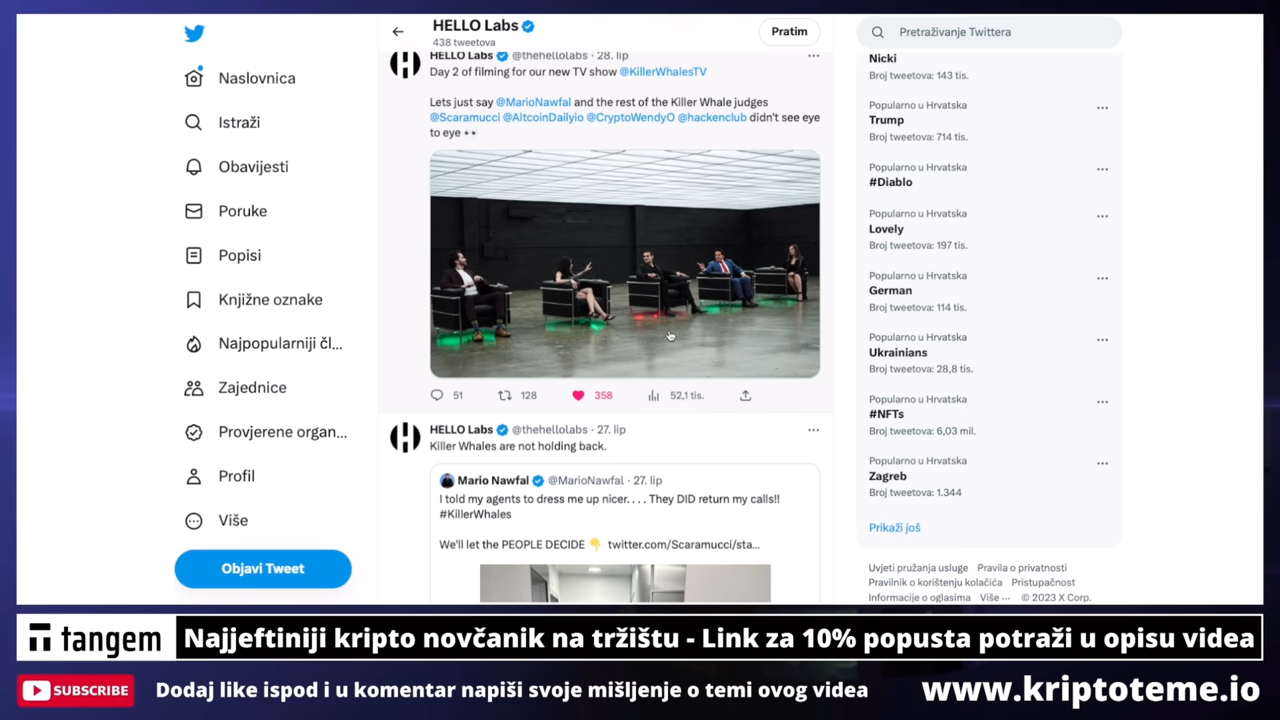 Naslovnica
Istraži
Obavijesti
Poruke
Popisi
Knjižne oznake
Najpopularniji čl...
Zajednice
Provjerene organ...
Profil
Više
Objavi Tweet
HELLO Labs
438 tweetova
Pratim
HELLO Labs @thehellolabs · 28. lip
Day 2 of filming for our new TV show @KillerWhalesTV
Lets just say @MarioNawfal and the rest of the Killer Whale judges
@Scaramucci @AltcoinDailyio @CryptoWendyO @hackenclub didn't see eye
to eye 👀
51 128 358 52,1 tis.
HELLO Labs @thehellolabs · 27. lip
Killer Whales are not holding back.
Mario Nawfal @MarioNawfal · 27. lip
I told my agents to dress me up nicer. . . . They DID return my calls!!
#KillerWhales
We'll let the PEOPLE DECIDE 👇 twitter.com/Scaramucci/sta...
Pretraživanje Twittera
Nicki
Broj tweetova: 143 tis.
Popularno u Hrvatska
Trump
Broj tweetova: 714 tis.
Popularno u Hrvatska
#Diablo
Popularno u Hrvatska
Lovely
Broj tweetova: 197 tis.
Popularno u Hrvatska
German
Broj tweetova: 114 tis.
Popularno u Hrvatska
Ukrainians
Broj tweetova: 28,8 tis.
Popularno u Hrvatska
#NFTs
Broj tweetova: 6,03 mil.
Popularno u Hrvatska
Zagreb
Broj tweetova: 1.344
Prikaži još
Uvjeti pružanja usluge Pravila o privatnosti
Pravilnik o korištenju kolačića Pristupačnost
Informacije o oglasima Više ··· © 2023 X Corp.
tangem
Najjeftiniji kripto novčanik na tržištu - Link za 10% popusta potraži u opisu videa
SUBSCRIBE
Dodaj like ispod i u komentar napiši svoje mišljenje o temi ovog videa
www.kriptoteme.io